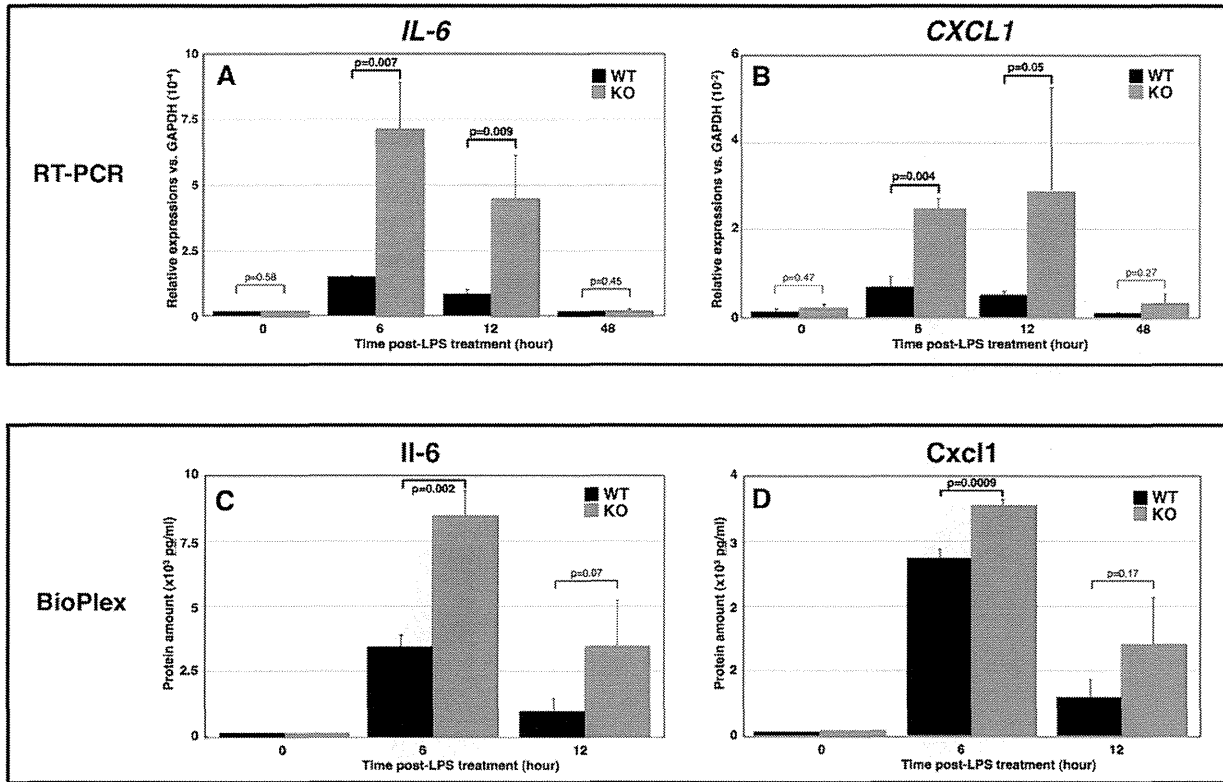 IL-6
CXCL1
RT-PCR
A
p=0.007
p=0.009
p=0.58
p=0.45
WT
KO
10
7.5
5
2.5
0
Relative expressions vs. GAPDH (10⁻⁴)
0 6 12 48
Time post-LPS treatment (hour)
B
p=0.05
p=0.004
p=0.47
p=0.27
WT
KO
6
4
2
0
Relative expressions vs. GAPDH (10⁻²)
0 6 12 48
Time post-LPS treatment (hour)
Il-6
Cxcl1
BioPlex
C
p=0.002
p=0.07
WT
KO
10
7.5
5
2.5
0
Protein amount (x10³ pg/ml)
0 6 12
Time post-LPS treatment (hour)
D
p=0.0009
p=0.17
WT
KO
4
3
2
2
0
Protein amount (x10³ pg/ml)
0 6 12
Time post-LPS treatment (hour)